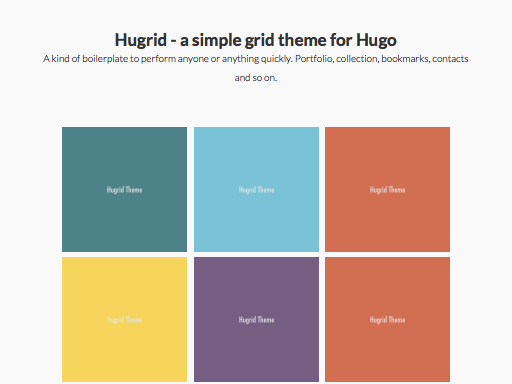 Hugrid - a simple grid theme for Hugo
A kind of boilerplate to perform anyone or anything quickly. Portfolio, collection, bookmarks, contacts
and so on.
Hugrid Theme
Hugrid Theme
Hugrid Theme
Hugrid Theme
Hugrid Theme
Hugrid Theme